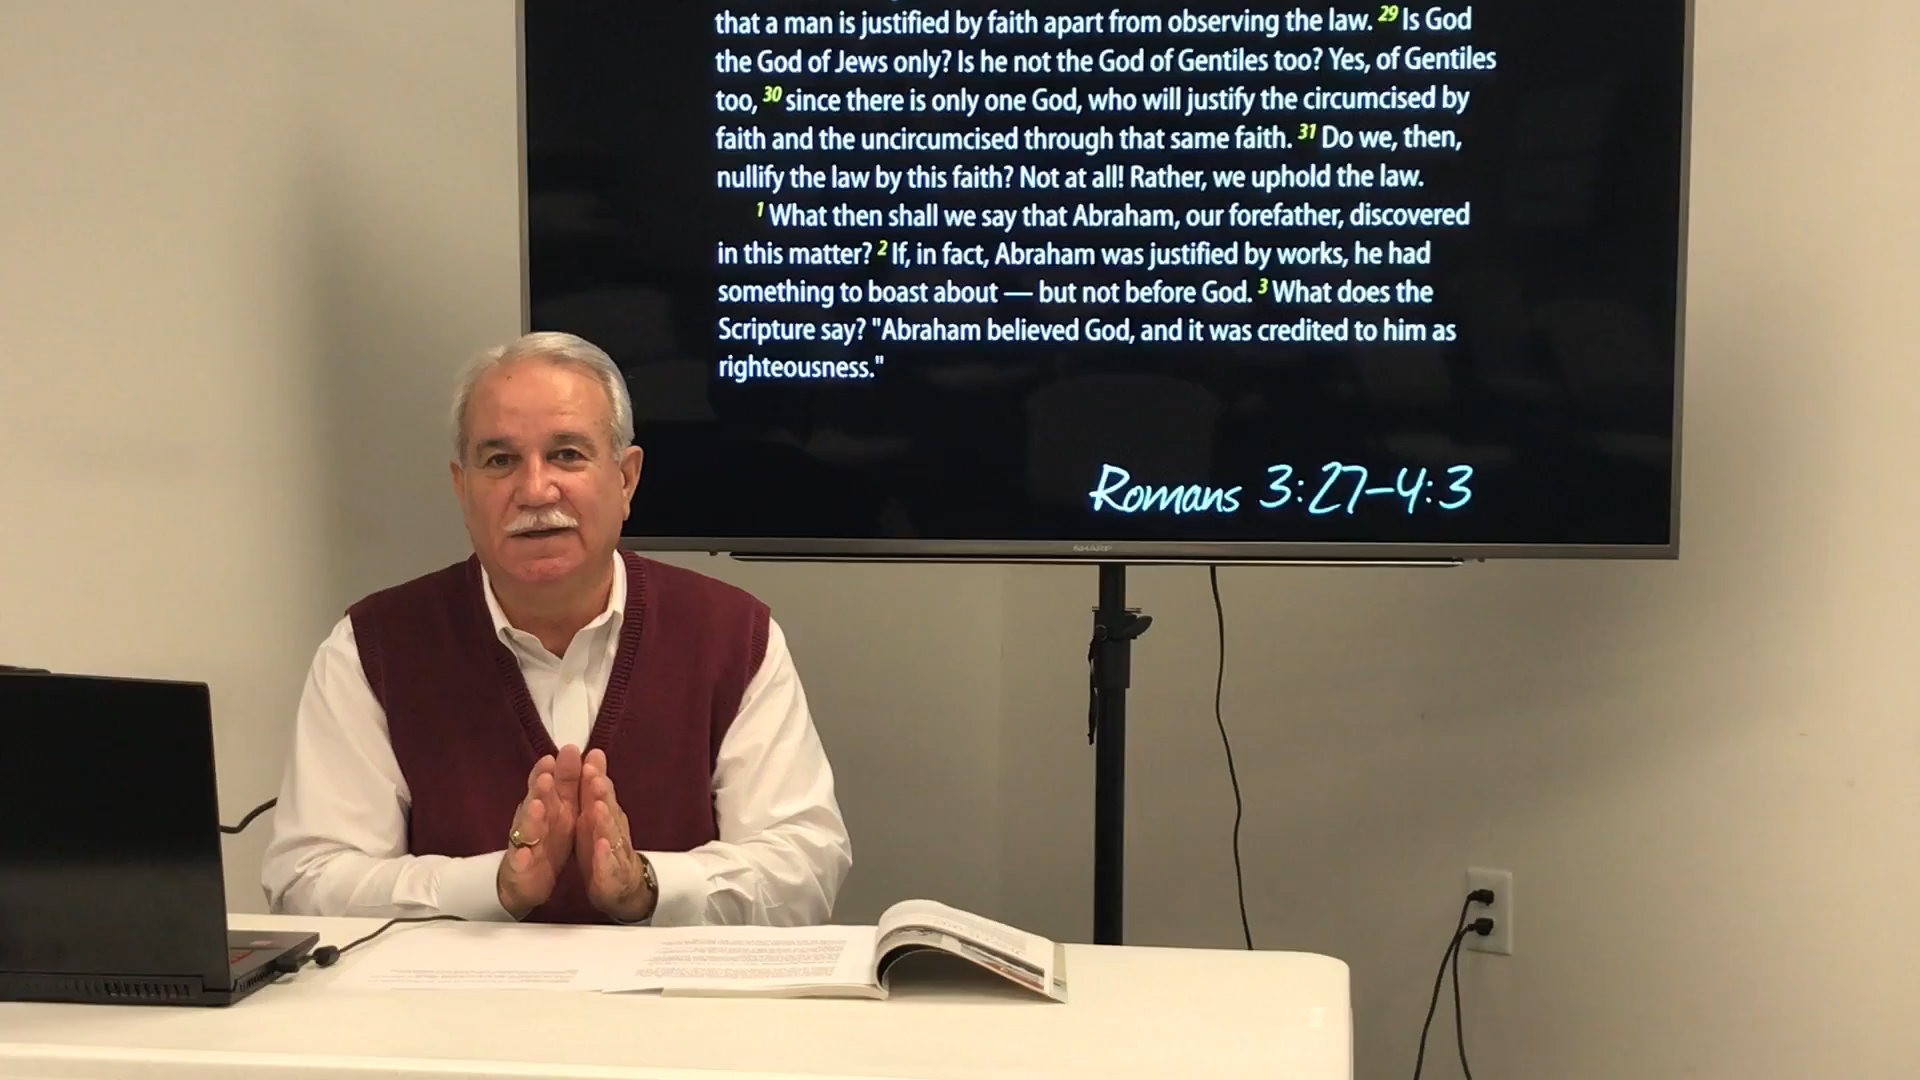 that a man is justified by faith apart from observing the law. 29 Is God
the God of Jews only? Is he not the God of Gentiles too? Yes, of Gentiles
too, 30 since there is only one God, who will justify the circumcised by
faith and the uncircumcised through that same faith. 31 Do we, then,
nullify the law by this faith? Not at all! Rather, we uphold the law.
1 What then shall we say that Abraham, our forefather, discovered
in this matter? 2 If, in fact, Abraham was justified by works, he had
something to boast about — but not before God. 3 What does the
Scripture say? "Abraham believed God, and it was credited to him as
righteousness."
Romans 3:27–4:3
SHARP